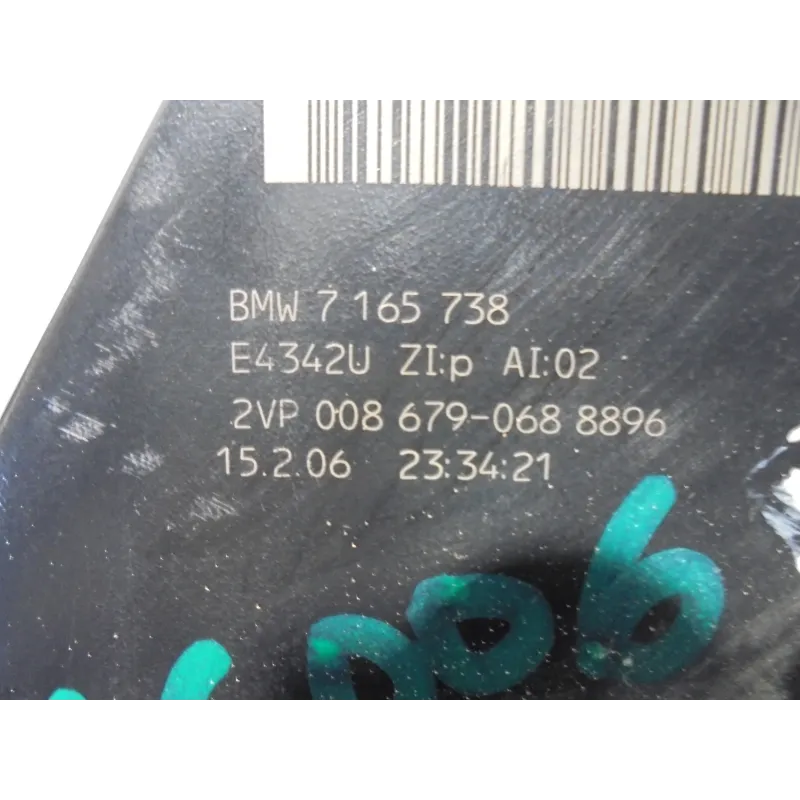 BMW 7 165 738
E4342U ZI:p AI:02
2VP 008 679-068 8896
15.2.06 23:34:21